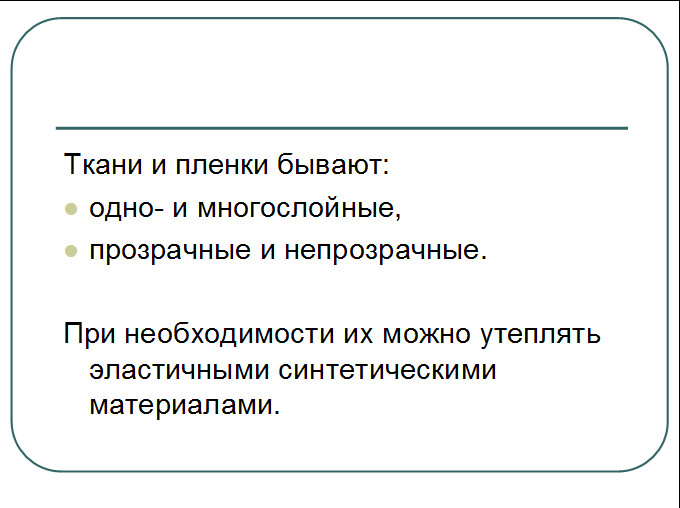 Ткани и пленки бывают:
одно- и многослойные,
прозрачные и непрозрачные.
При необходимости их можно утеплять
эластичными синтетическими
материалами.